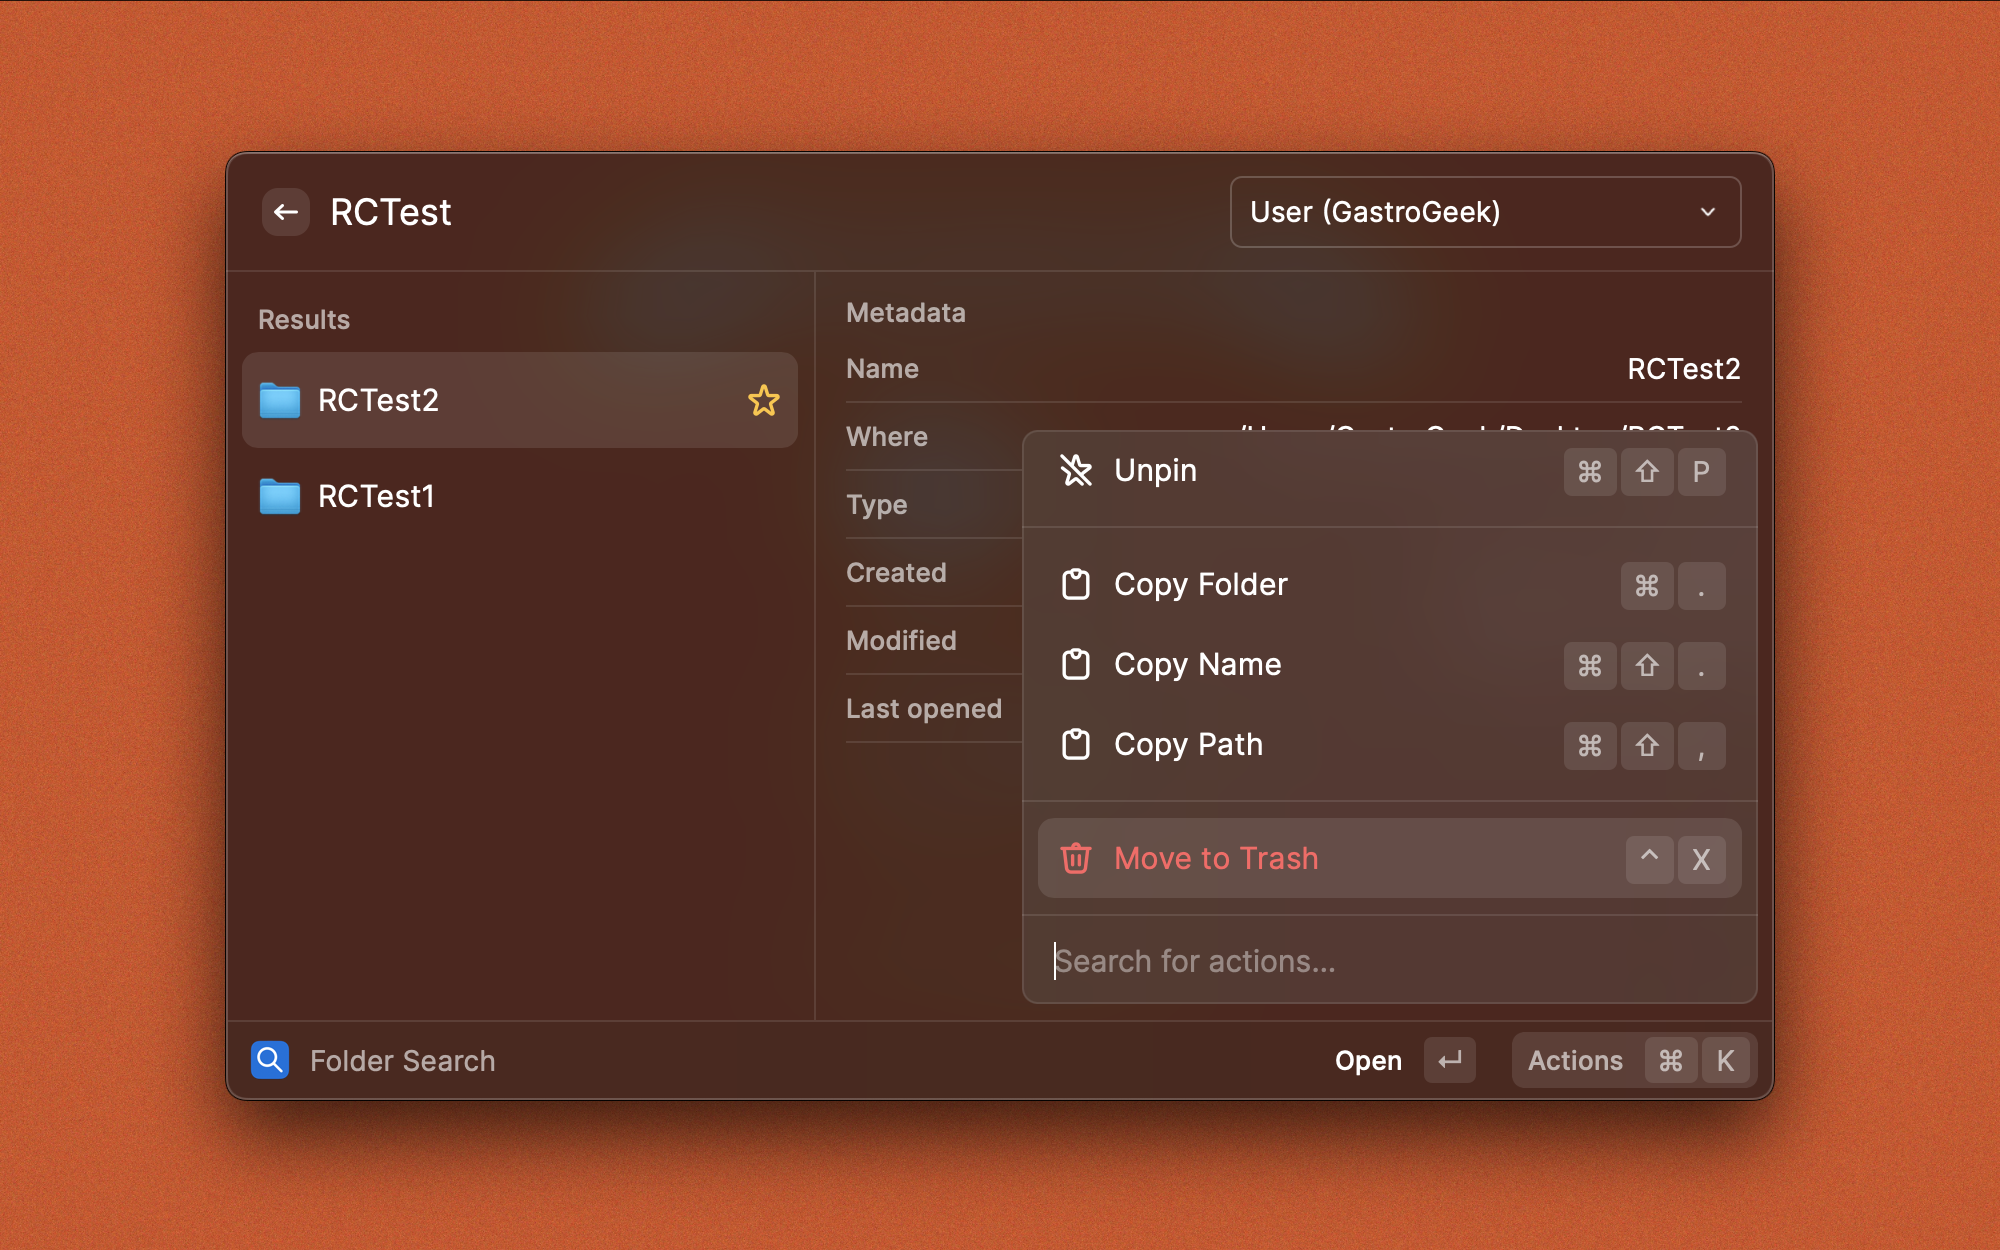 RCTest
User (GastroGeek)
Results
RCTest2
RCTest1
Metadata
Name RCTest2
Where
Type
Created
Modified
Last opened
Unpin ⌘ ⇧ P
Copy Folder ⌘ .
Copy Name ⌘ ⇧ .
Copy Path ⌘ ⇧ ,
Move to Trash ^ X
Search for actions...
Folder Search
Open ↵
Actions ⌘ K